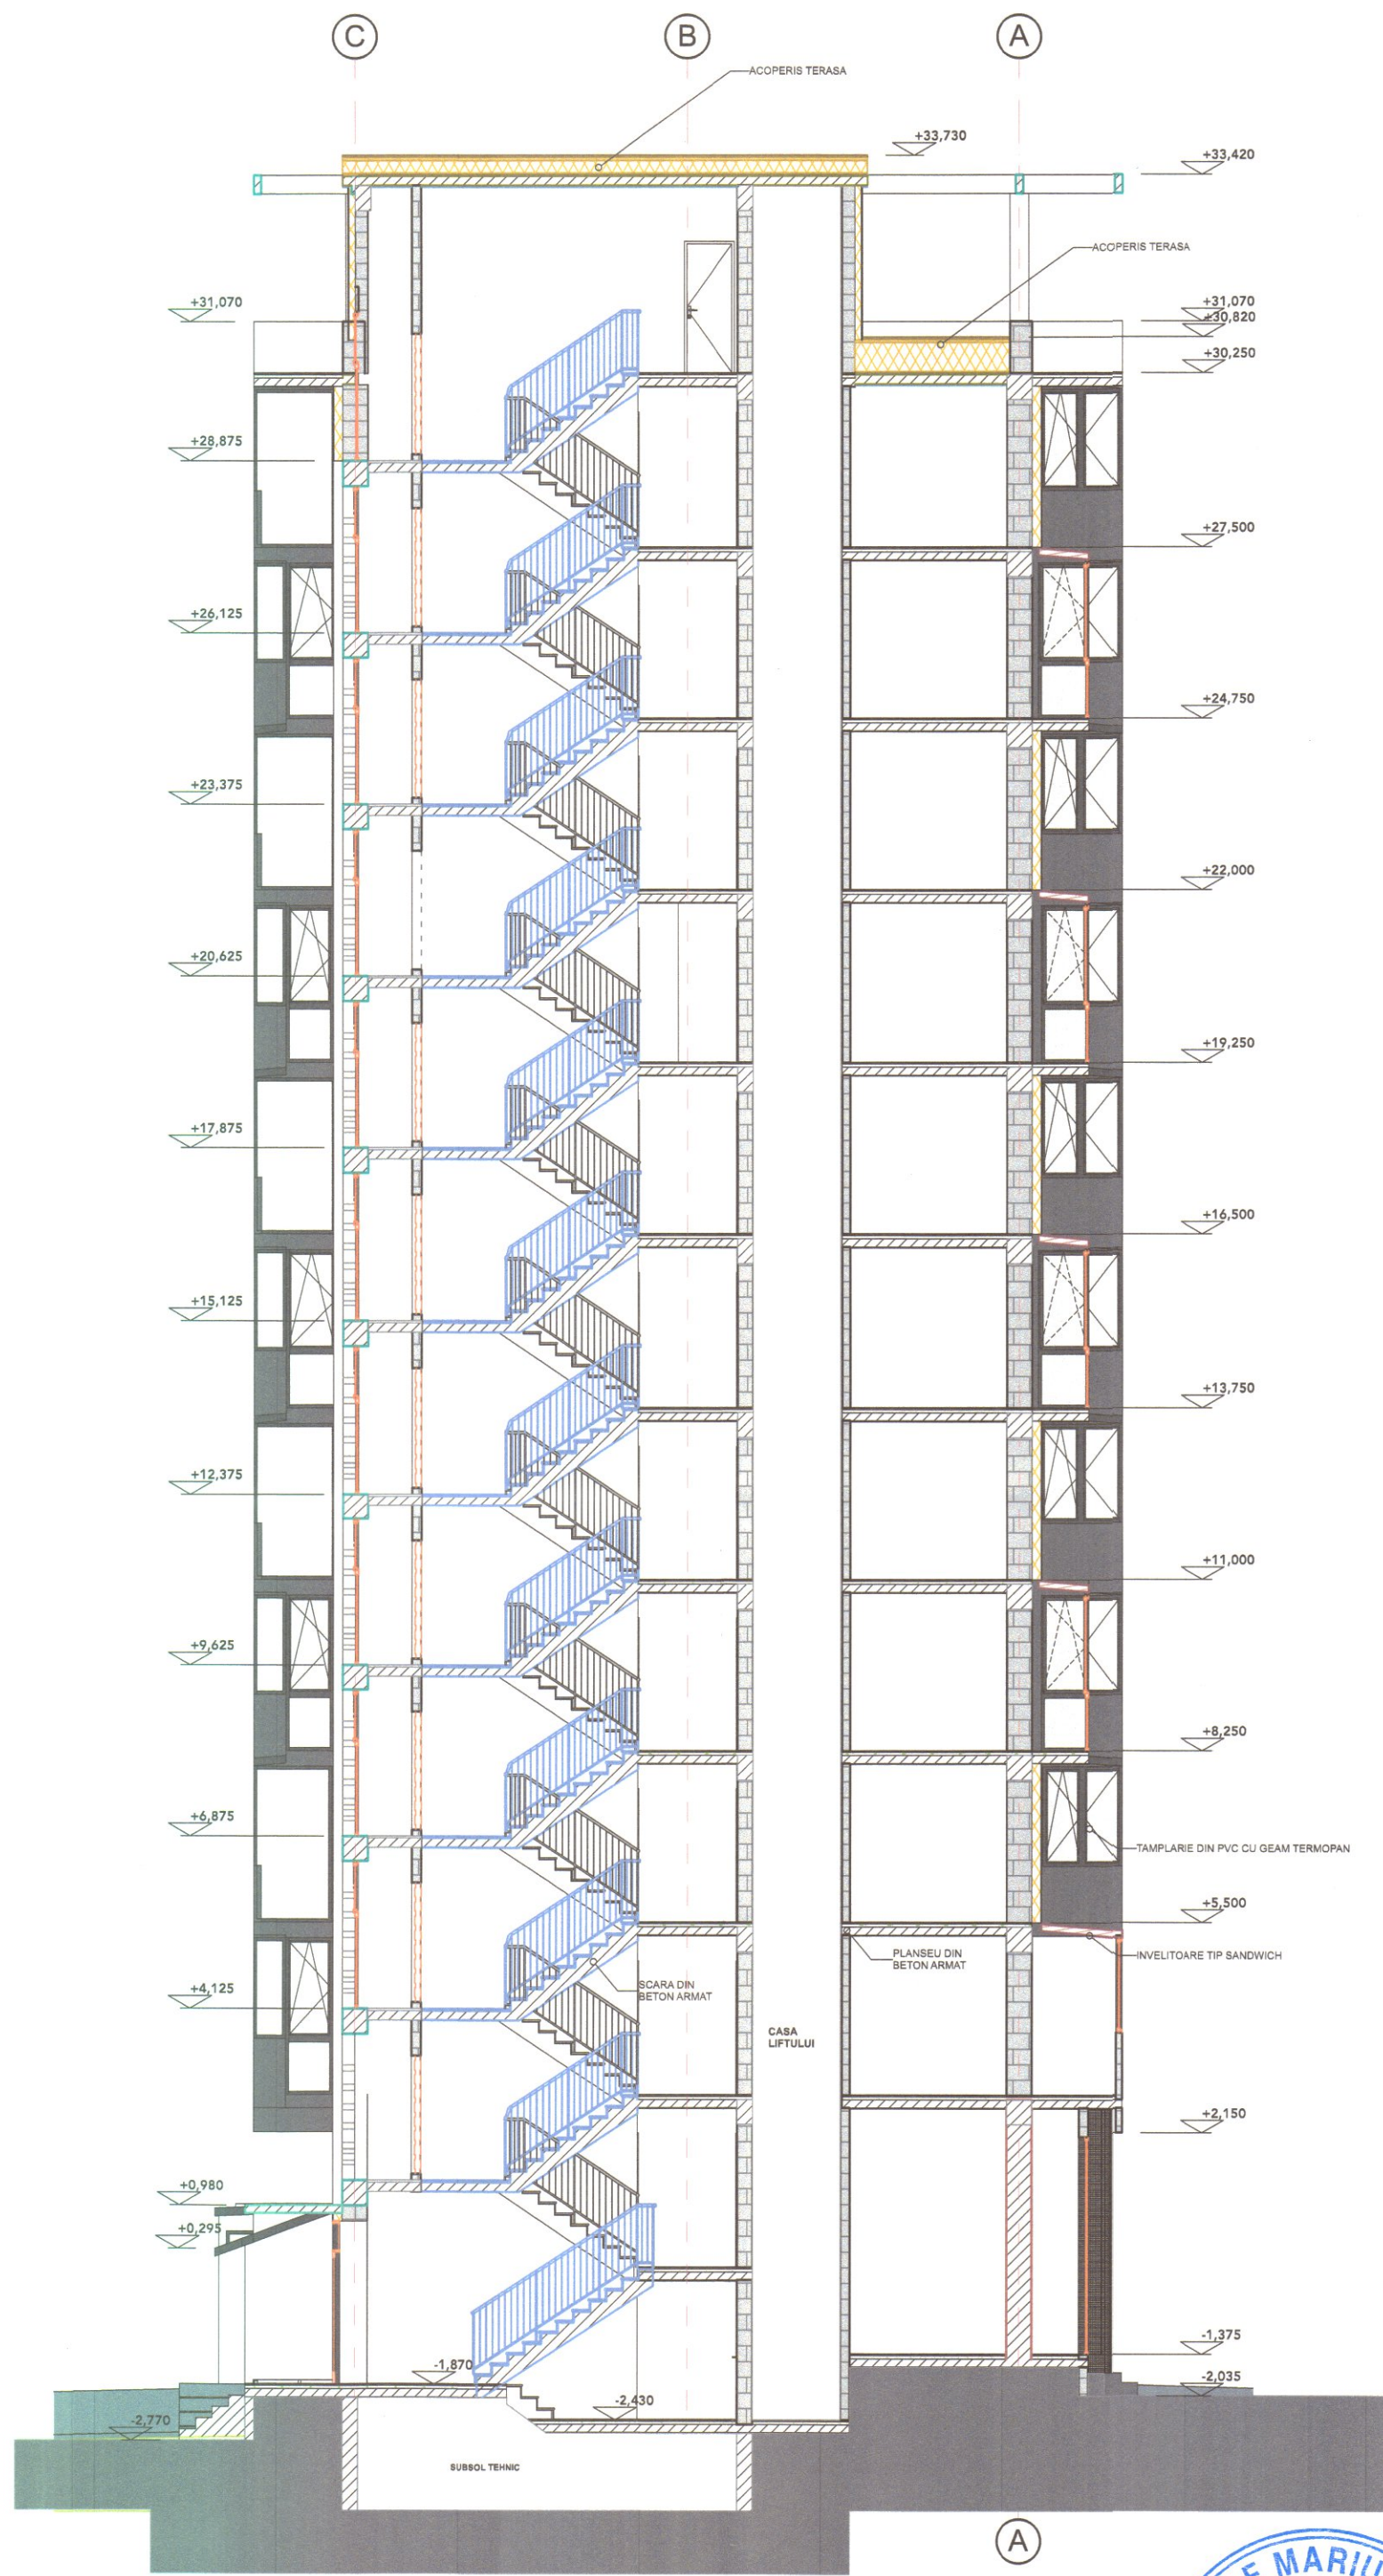 C
B
A
ACOPERIS TERASA
+33,730
+33,420
ACOPERIS TERASA
+31,070
+31,070
+30,820
+30,250
+28,875
+27,500
+26,125
+24,750
+23,375
+22,000
+20,625
+19,250
+17,875
+16,500
+15,125
+13,750
+12,375
+11,000
+9,625
+8,250
+6,875
TAMPLARIE DIN PVC CU GEAM TERMOPAN
+5,500
INVELITOARE TIP SANDWICH
PLANSEU DIN
BETON ARMAT
SCARA DIN
BETON ARMAT
+4,125
CASA
LIFTULUI
+2,150
+0,980
+0,295
-1,375
-1,870
-2,035
-2,430
-2,770
SUBSOL TEHNIC
A